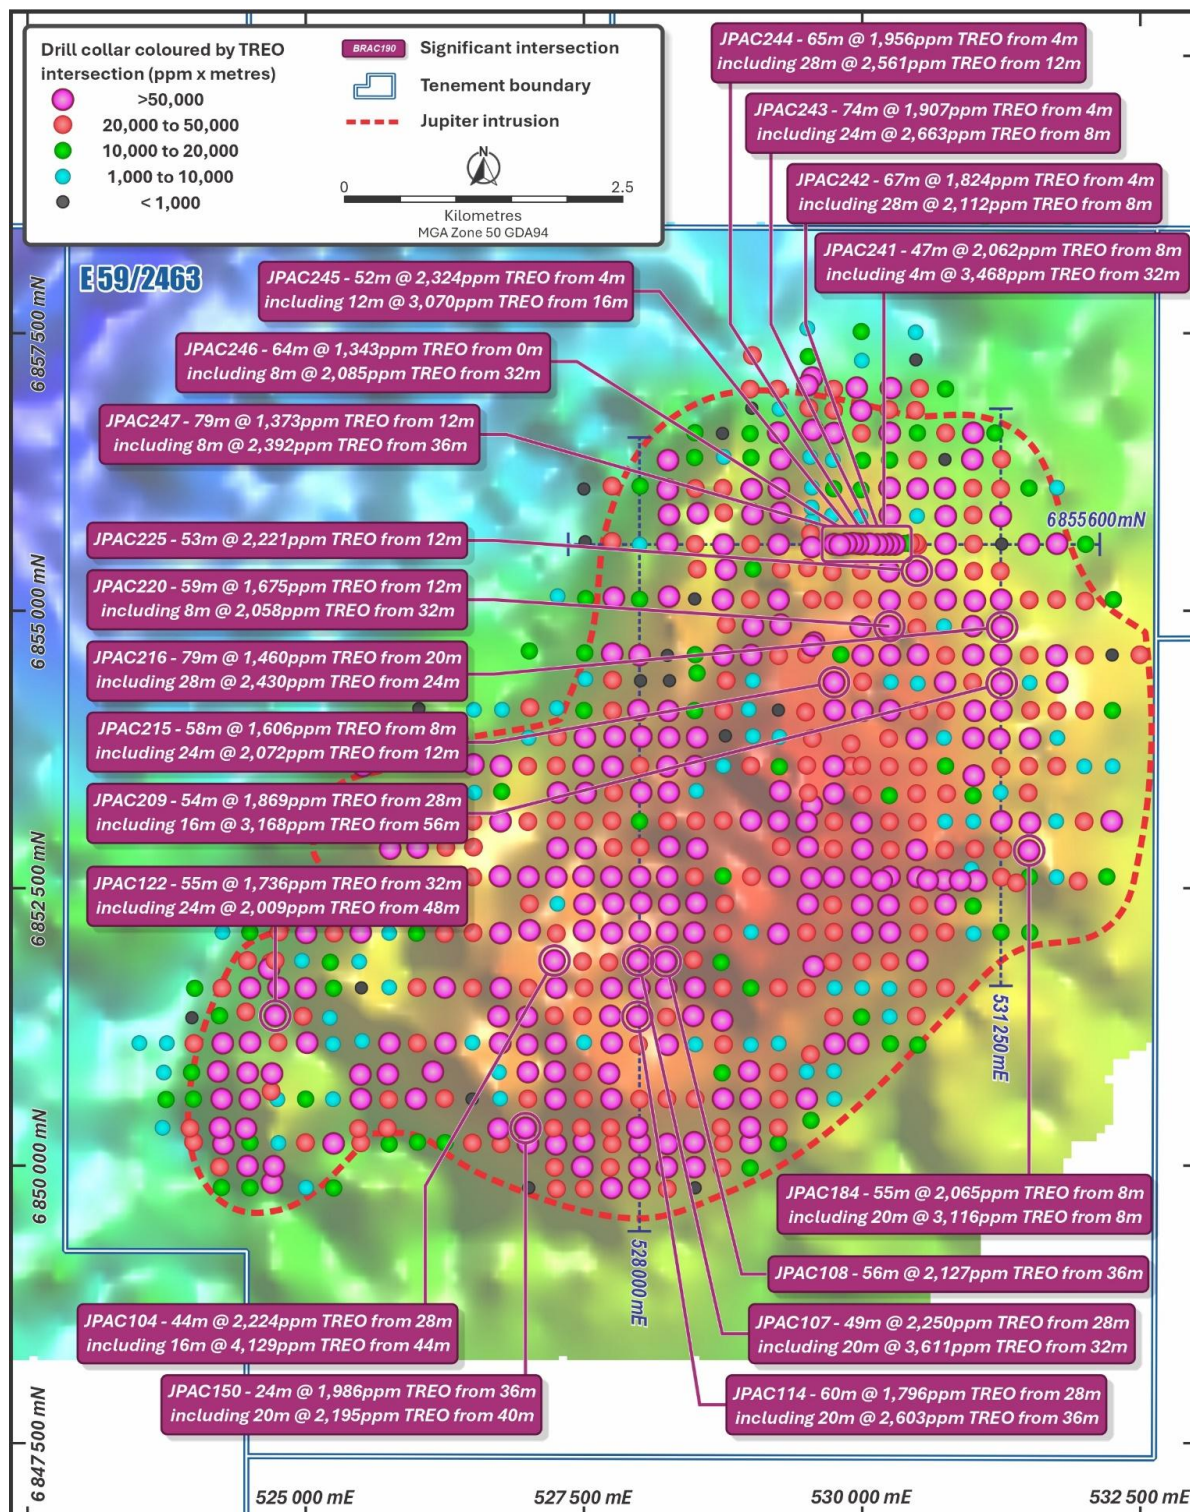 Drill collar coloured by TREO
intersection (ppm x metres)
>50,000
20,000 to 50,000
10,000 to 20,000
1,000 to 10,000
< 1,000
BRAC190
Significant intersection
Tenement boundary
Jupiter intrusion
N
0
2.5
Kilometres
MGA Zone 50 GDA94
JPAC244 - 65m @ 1,956ppm TREO from 4m
including 28m @ 2,561ppm TREO from 12m
JPAC243 - 74m @ 1,907ppm TREO from 4m
including 24m @ 2,663ppm TREO from 8m
JPAC242 - 67m @ 1,824ppm TREO from 4m
including 28m @ 2,112ppm TREO from 8m
JPAC241 - 47m @ 2,062ppm TREO from 8m
including 4m @ 3,468ppm TREO from 32m
E 59/2463
JPAC245 - 52m @ 2,324ppm TREO from 4m
including 12m @ 3,070ppm TREO from 16m
JPAC246 - 64m @ 1,343ppm TREO from 0m
including 8m @ 2,085ppm TREO from 32m
JPAC247 - 79m @ 1,373ppm TREO from 12m
including 8m @ 2,392ppm TREO from 36m
6855600mN
JPAC225 - 53m @ 2,221ppm TREO from 12m
JPAC220 - 59m @ 1,675ppm TREO from 12m
including 8m @ 2,058ppm TREO from 32m
JPAC216 - 79m @ 1,460ppm TREO from 20m
including 28m @ 2,430ppm TREO from 24m
JPAC215 - 58m @ 1,606ppm TREO from 8m
including 24m @ 2,072ppm TREO from 12m
JPAC209 - 54m @ 1,869ppm TREO from 28m
including 16m @ 3,168ppm TREO from 56m
JPAC122 - 55m @ 1,736ppm TREO from 32m
including 24m @ 2,009ppm TREO from 48m
531250mE
JPAC184 - 55m @ 2,065ppm TREO from 8m
including 20m @ 3,116ppm TREO from 8m
528000mE
JPAC108 - 56m @ 2,127ppm TREO from 36m
JPAC104 - 44m @ 2,224ppm TREO from 28m
including 16m @ 4,129ppm TREO from 44m
JPAC107 - 49m @ 2,250ppm TREO from 28m
including 20m @ 3,611ppm TREO from 32m
JPAC150 - 24m @ 1,986ppm TREO from 36m
including 20m @ 2,195ppm TREO from 40m
JPAC114 - 60m @ 1,796ppm TREO from 28m
including 20m @ 2,603ppm TREO from 36m
6 857 500 mN
6 855 000 mN
6 852 500 mN
6 850 000 mN
6 847 500 mN
525 000 mE
527 500 mE
530 000 mE
532 500 mE